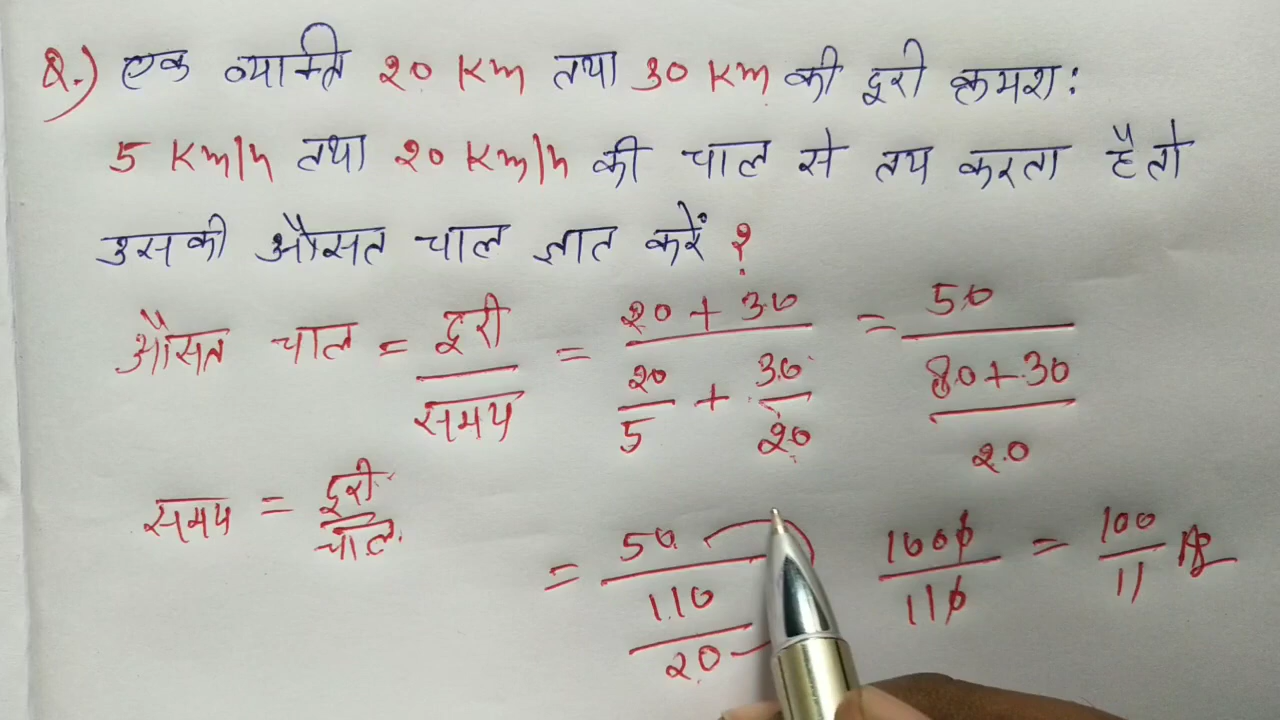 Q.) एक व्यक्ति 20 Km तथा 30 Km की दूरी क्रमश:
5 Km/h तथा 20 Km/h की चाल से तय करता है तो
उसकी औसत चाल ज्ञात करें ?
औसत चाल = दूरी / समय = (20 + 30) / (20/5 + 30/20) = 50 / ((80+30) / 20)
समय = दूरी / चाल
= 50 / (110 / 20) 1000 / 110 = 100 / 11